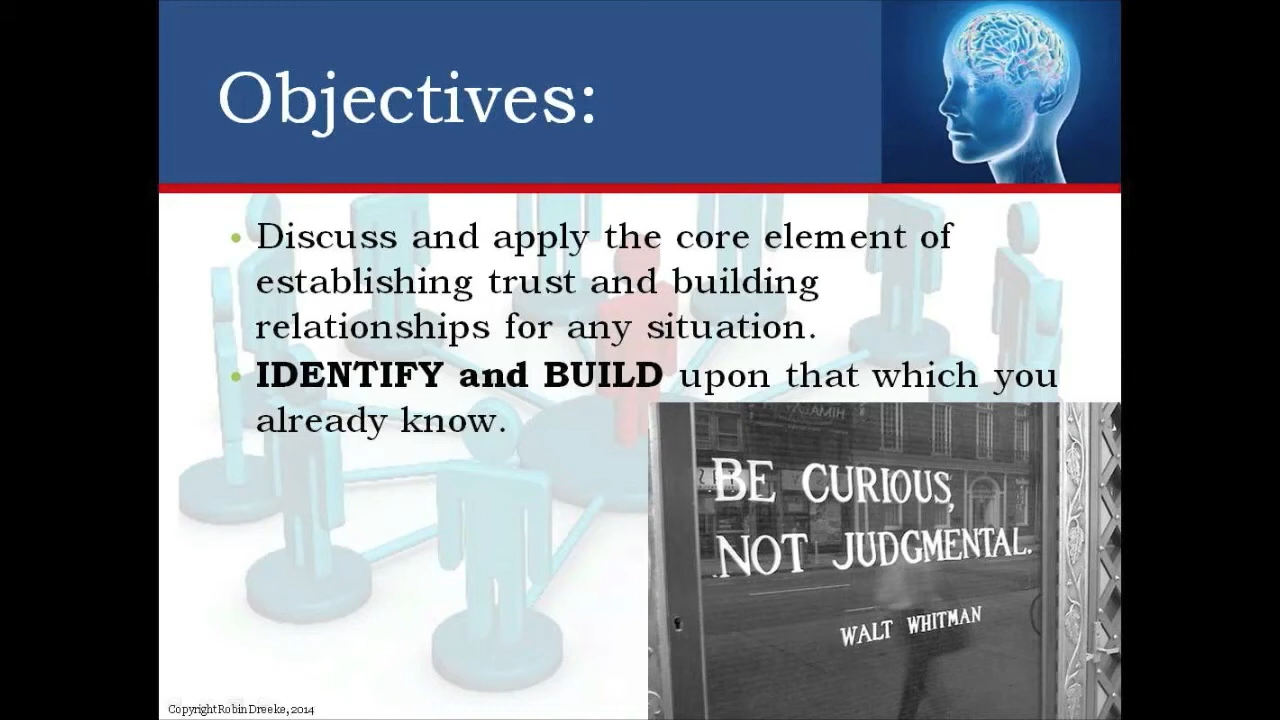 Objectives:
• Discuss and apply the core element of
establishing trust and building
relationships for any situation.
• IDENTIFY and BUILD upon that which you
already know.
BE CURIOUS,
NOT JUDGMENTAL.
WALT WHITMAN
Copyright Robin Dreeke, 2014